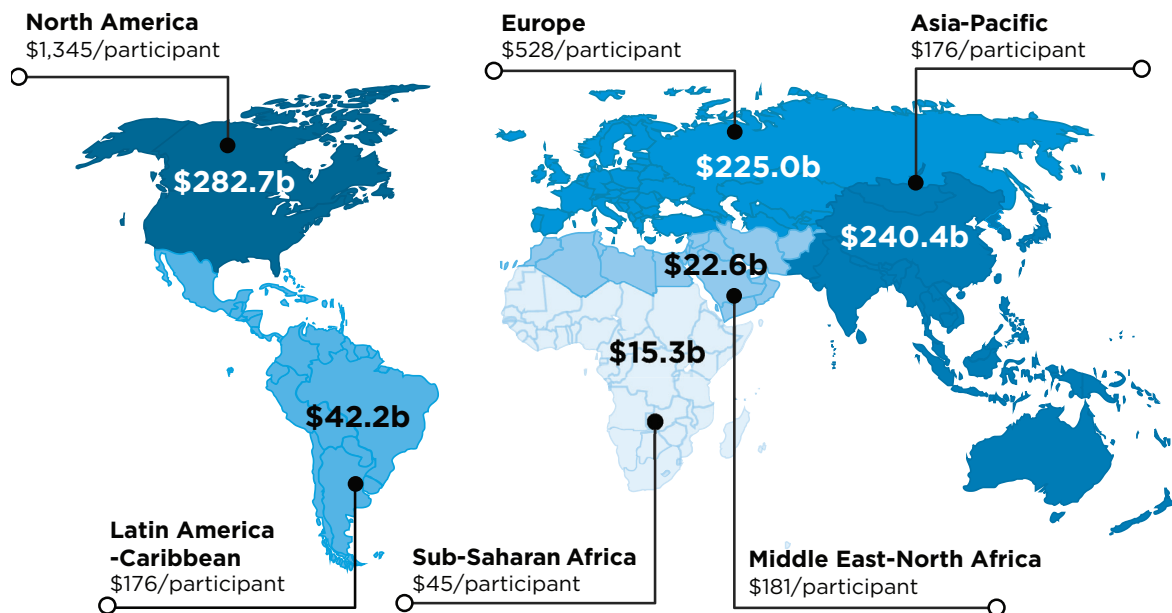 North America
$1,345/participant
Europe
$528/participant
Asia-Pacific
$176/participant
$282.7b
$225.0b
$240.4b
$22.6b
$15.3b
$42.2b
Latin America
-Caribbean
$176/participant
Sub-Saharan Africa
$45/participant
Middle East-North Africa
$181/participant